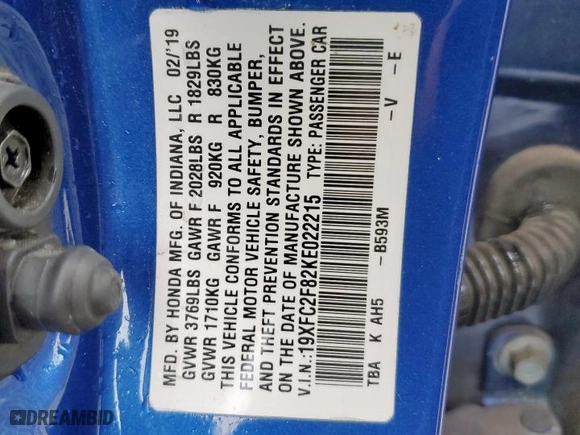 MFD. BY HONDA MFG. OF INDIANA, LLC 02/'19
GVWR 3769LBS GAWR F 2028LBS R 1829LBS
GVWR 1710KG GAWR F 920KG R 830KG
THIS VEHICLE CONFORMS TO ALL APPLICABLE
FEDERAL MOTOR VEHICLE SAFETY, BUMPER,
AND THEFT PREVENTION STANDARDS IN EFFECT
ON THE DATE OF MANUFACTURE SHOWN ABOVE.
V.I.N.:19XFC2F82KE022215 TYPE: PASSENGER CAR
TBA K AH5 -B593M -V -E
DREAMBID